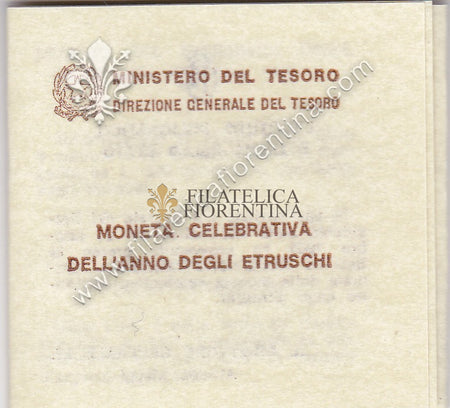 MINISTERO DEL TESORO
DIREZIONE GENERALE DEL TESORO
FILATELICA
FIORENTINA
MONETA CELEBRATIVA
DELL'ANNO DEGLI ETRUSCHI
www.filatelicafiorentina.com